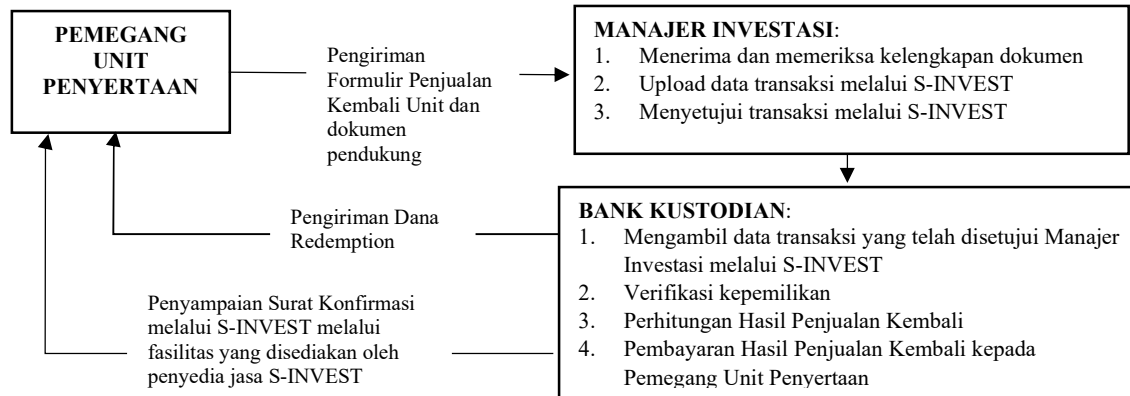 PEMEGANG
UNIT
PENYERTAAN
Pengiriman
Formulir Penjualan
Kembali Unit dan
dokumen
pendukung
MANAJER INVESTASI:
1. Menerima dan memeriksa kelengkapan dokumen
2. Upload data transaksi melalui S-INVEST
3. Menyetujui transaksi melalui S-INVEST
BANK KUSTODIAN:
1. Mengambil data transaksi yang telah disetujui Manajer
Investasi melalui S-INVEST
2. Verifikasi kepemilikan
3. Perhitungan Hasil Penjualan Kembali
4. Pembayaran Hasil Penjualan Kembali kepada
Pemegang Unit Penyertaan
Pengiriman Dana
Redemption
Penyampaian Surat Konfirmasi
melalui S-INVEST melalui
fasilitas yang disediakan oleh
penyedia jasa S-INVEST